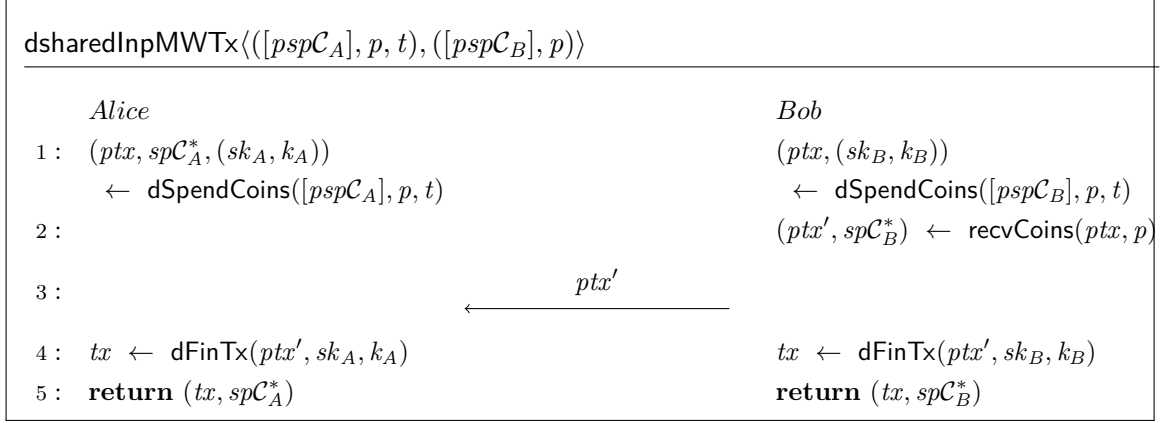 dsharedInpMWTx⟨([pspC_A], p, t), ([pspC_B], p)⟩
Alice Bob
1 : (ptx, spC*_A, (sk_A, k_A)) (ptx, (sk_B, k_B))
← dSpendCoins([pspC_A], p, t) ← dSpendCoins([pspC_B], p, t)
2 : (ptx′, spC*_B) ← recvCoins(ptx, p)
3 : ptx′
4 : tx ← dFinTx(ptx′, sk_A, k_A) tx ← dFinTx(ptx′, sk_B, k_B)
5 : return (tx, spC*_A) return (tx, spC*_B)